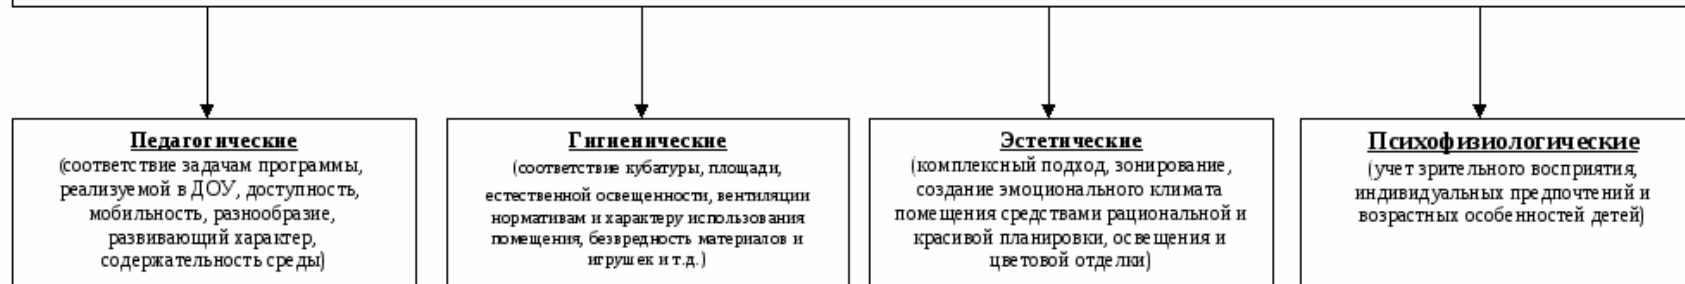 Педагогические
(соответствие задачам программы,
реализуемой в ДОУ, доступность,
мобильность, разнообразие,
развивающий характер,
содержательность среды)
Гигиенические
(соответствие кубатуры, площади,
естественной освещенности, вентиляции
нормативам и характеру использования
помещения, безвредность материалов и
игрушек и т.д.)
Эстетические
(комплексный подход, зонирование,
создание эмоционального климата
помещения средствами рациональной и
красивой планировки, освещения и
цветовой отделки)
Психофизиологические
(учет зрительного восприятия,
индивидуальных предпочтений и
возрастных особенностей детей)